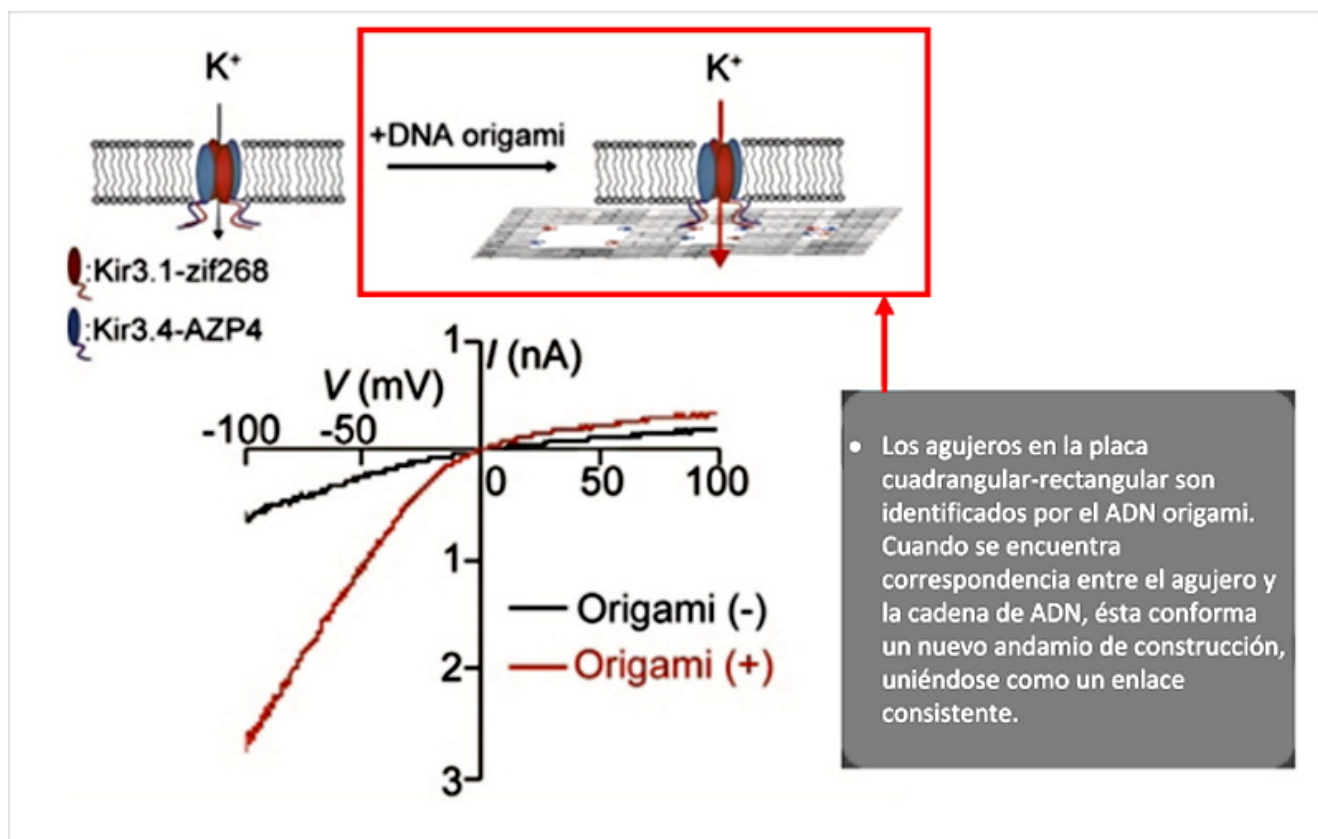 K⁺
+DNA origami
K⁺
:Kir3.1-zif268
:Kir3.4-AZP4
1
I (nA)
V (mV)
-100
-50
0
50
100
1
2
3
Origami (-)
Origami (+)
• Los agujeros en la placa
cuadrangular-rectangular son
identificados por el ADN origami.
Cuando se encuentra
correspondencia entre el agujero y
la cadena de ADN, ésta conforma
un nuevo andamio de construcción,
uniéndose como un enlace
consistente.